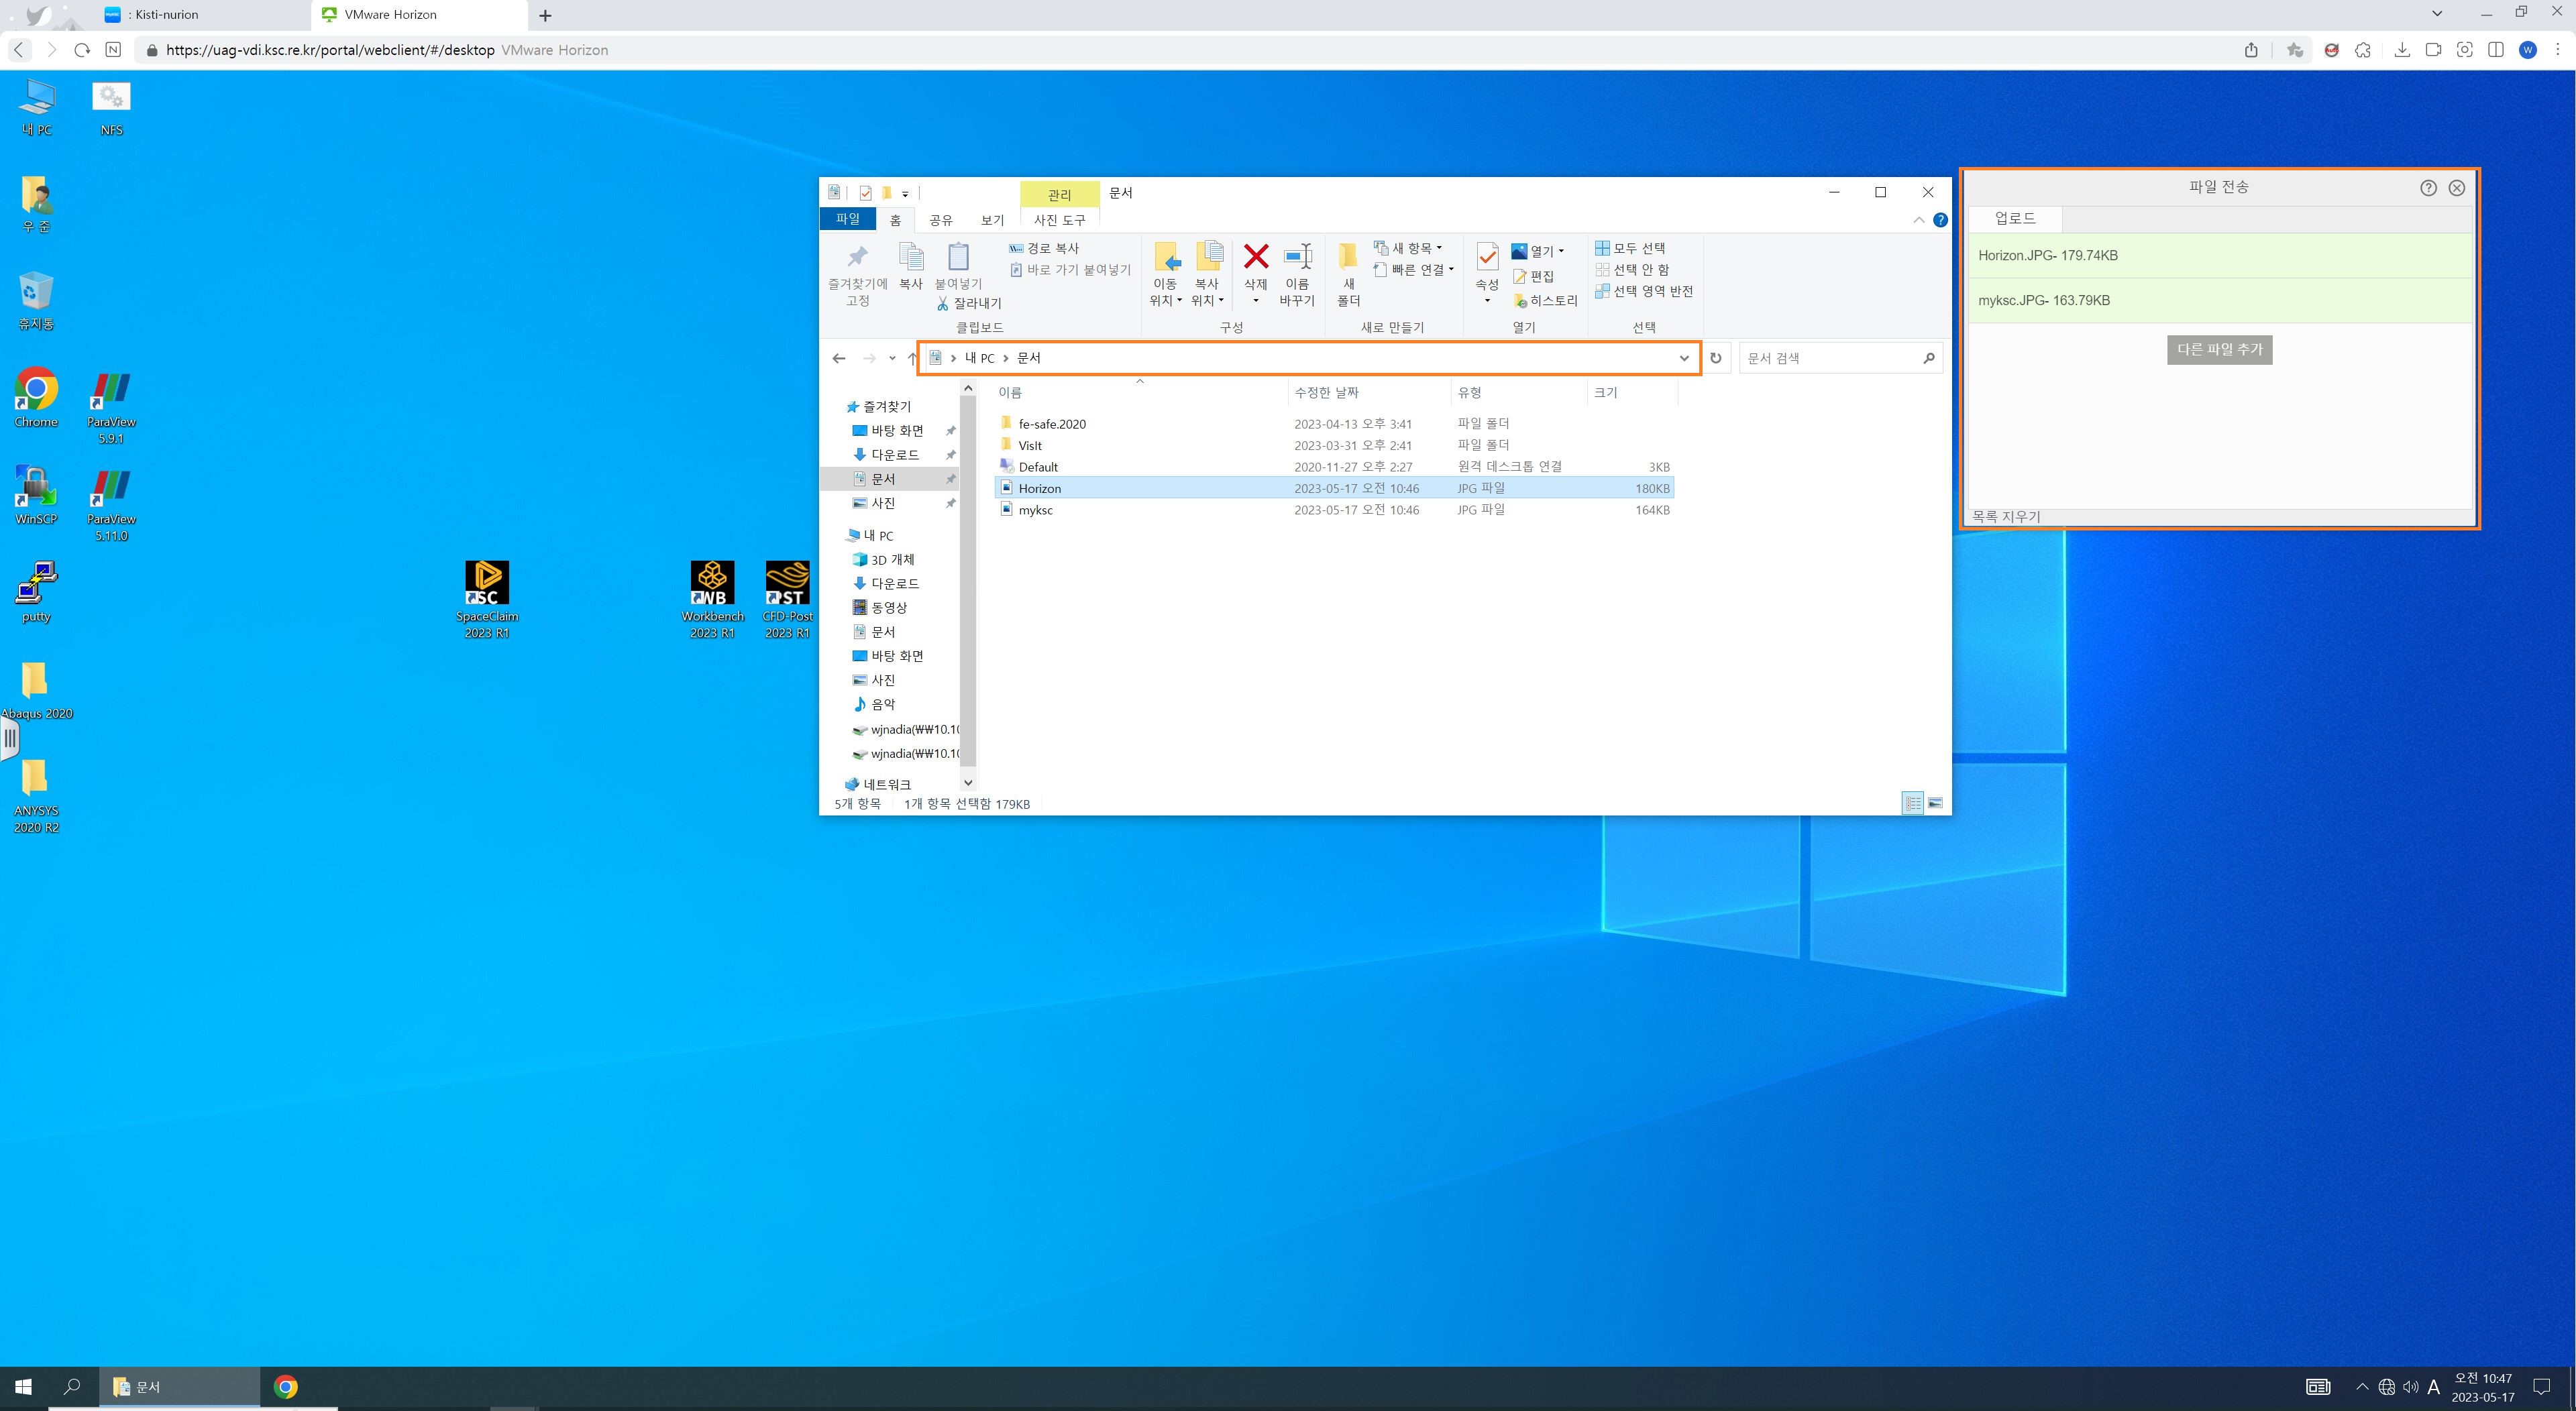 : Kisti-nurion
VMware Horizon
https://uag-vdi.ksc.re.kr/portal/webclient/#/desktop VMware Horizon
W
내 PC
NFS
우 준
휴지통
Chrome
ParaView
5.9.1
WinSCP
ParaView
5.11.0
putty
Abaqus 2020
ANYSYS
2020 R2
SC
SpaceClaim
2023 R1
WB
Workbench
2023 R1
PST
CFD-Post
2023 R1
관리
문서
파일
홈
공유
보기
사진 도구
즐겨찾기에
고정
복사
붙여넣기
경로 복사
바로 가기 붙여넣기
잘라내기
클립보드
이동
위치
복사
위치
삭제
이름
바꾸기
구성
새
폴더
새 항목
빠른 연결
새로 만들기
속성
열기
편집
히스토리
열기
모두 선택
선택 안 함
선택 영역 반전
선택
내 PC
문서
문서 검색
즐겨찾기
바탕 화면
다운로드
문서
사진
내 PC
3D 개체
다운로드
동영상
문서
바탕 화면
사진
음악
wjnadia(₩₩10.10
wjnadia(₩₩10.10
네트워크
이름 수정한 날짜 유형 크기
fe-safe.2020 2023-04-13 오후 3:41 파일 폴더
VisIt 2023-03-31 오후 2:41 파일 폴더
Default 2020-11-27 오후 2:27 원격 데스크톱 연결 3KB
Horizon 2023-05-17 오전 10:46 JPG 파일 180KB
myksc 2023-05-17 오전 10:46 JPG 파일 164KB
5개 항목 1개 항목 선택함 179KB
파일 전송
업로드
Horizon.JPG- 179.74KB
myksc.JPG- 163.79KB
다른 파일 추가
목록 지우기
문서
A
오전 10:47
2023-05-17